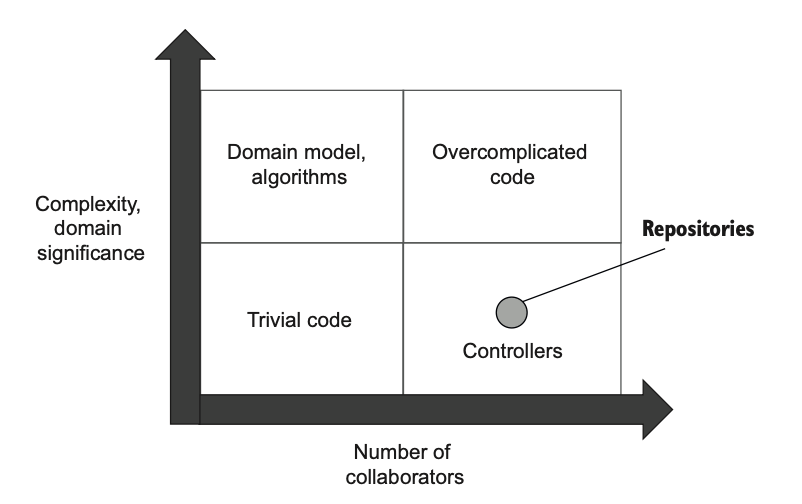 Domain model,
algorithms
Overcomplicated
code
Complexity,
domain
significance
Repositories
Trivial code
Controllers
Number of
collaborators